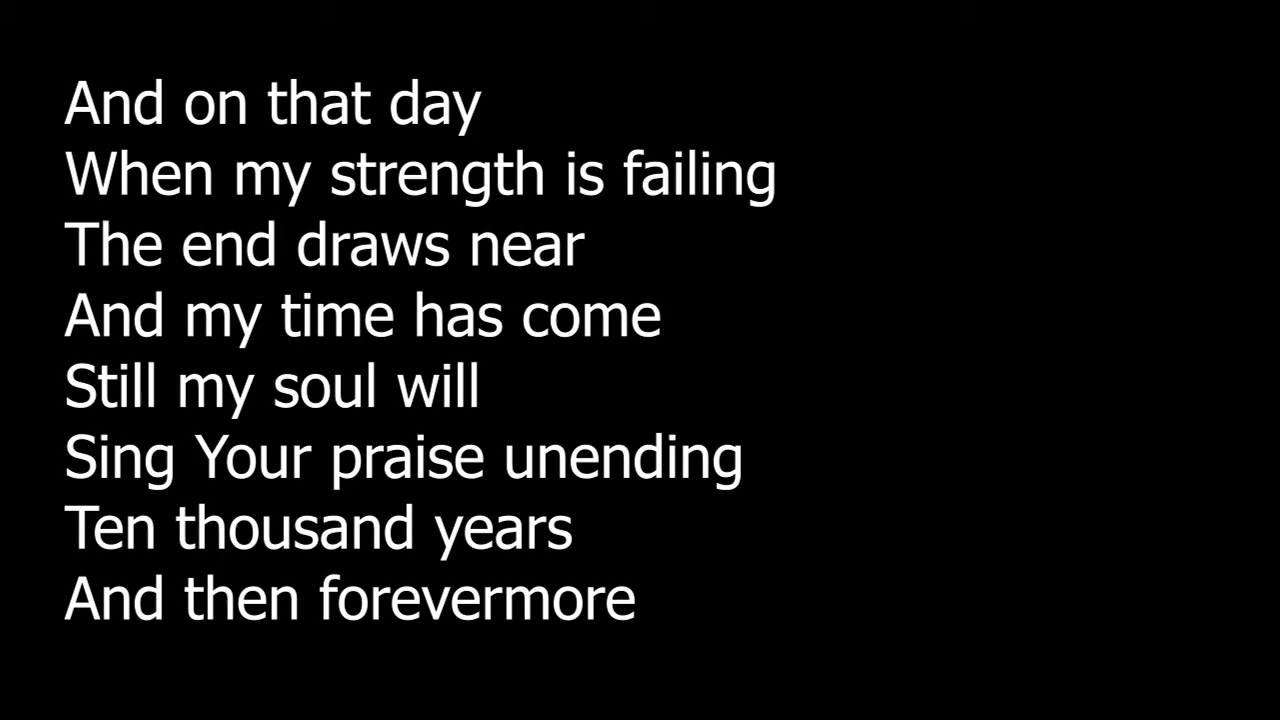 And on that day
When my strength is failing
The end draws near
And my time has come
Still my soul will
Sing Your praise unending
Ten thousand years
And then forevermore